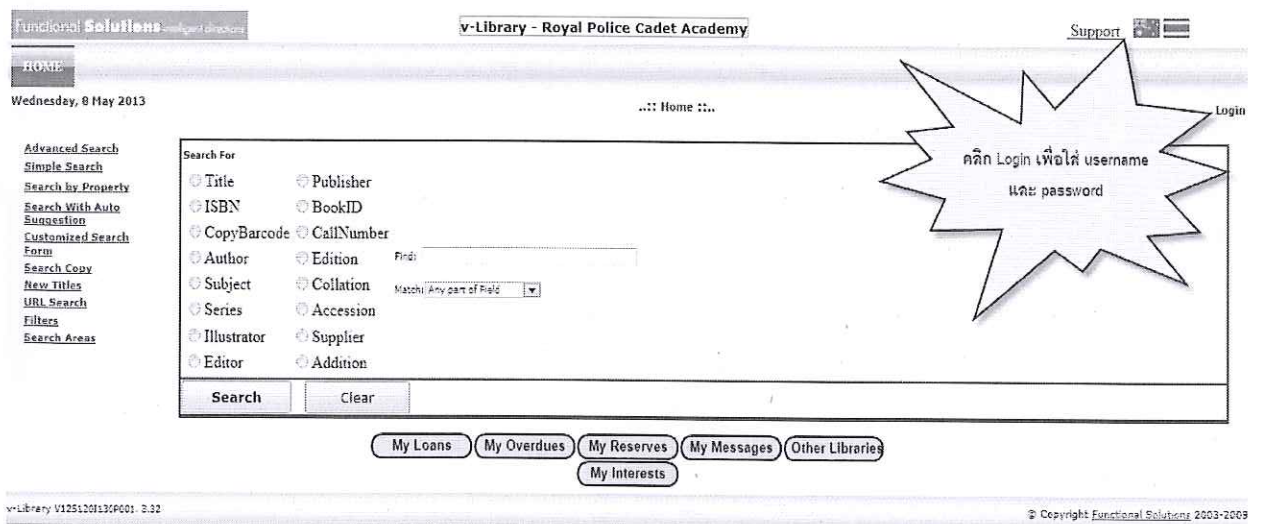 Functional Solutions intelligent directions
v-Library - Royal Police Cadet Academy
Support
HOME
Wednesday, 8 May 2013
..:: Home ::..
Login
คลิก Login เพื่อใส่ username
และ password
Advanced Search
Simple Search
Search by Property
Search With Auto
Suggestion
Customized Search
Form
Search Copy
New Titles
URL Search
Filters
Search Areas
Search For
Title Publisher
ISBN BookID
CopyBarcode CallNumber
Author Edition
Find:
Subject Collation
Match: Any part of Field
Series Accession
Illustrator Supplier
Editor Addition
Search Clear
My Loans My Overdues My Reserves My Messages Other Libraries
My Interests
v-Library
© Copyright Functional Solutions 2003-2009